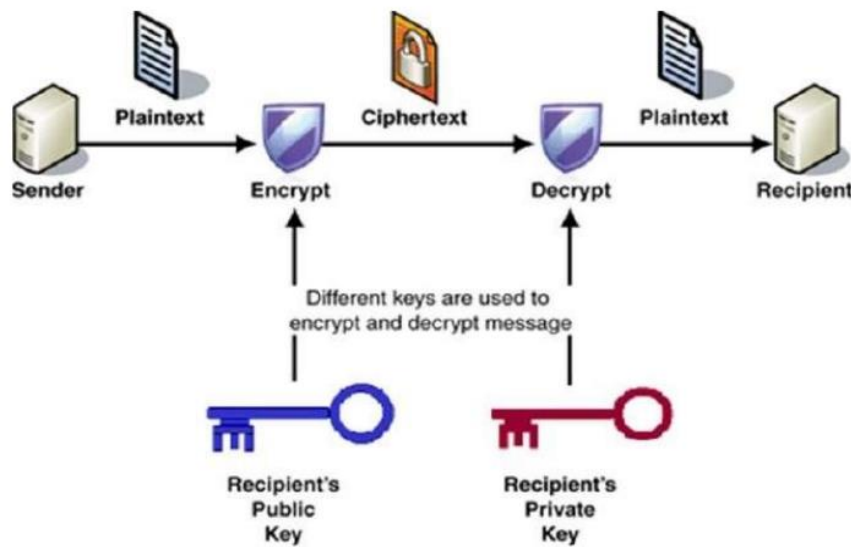 Plaintext
Ciphertext
Plaintext
Sender
Encrypt
Decrypt
Recipient
Different keys are used to
encrypt and decrypt message
Recipient's
Public
Key
Recipient's
Private
Key